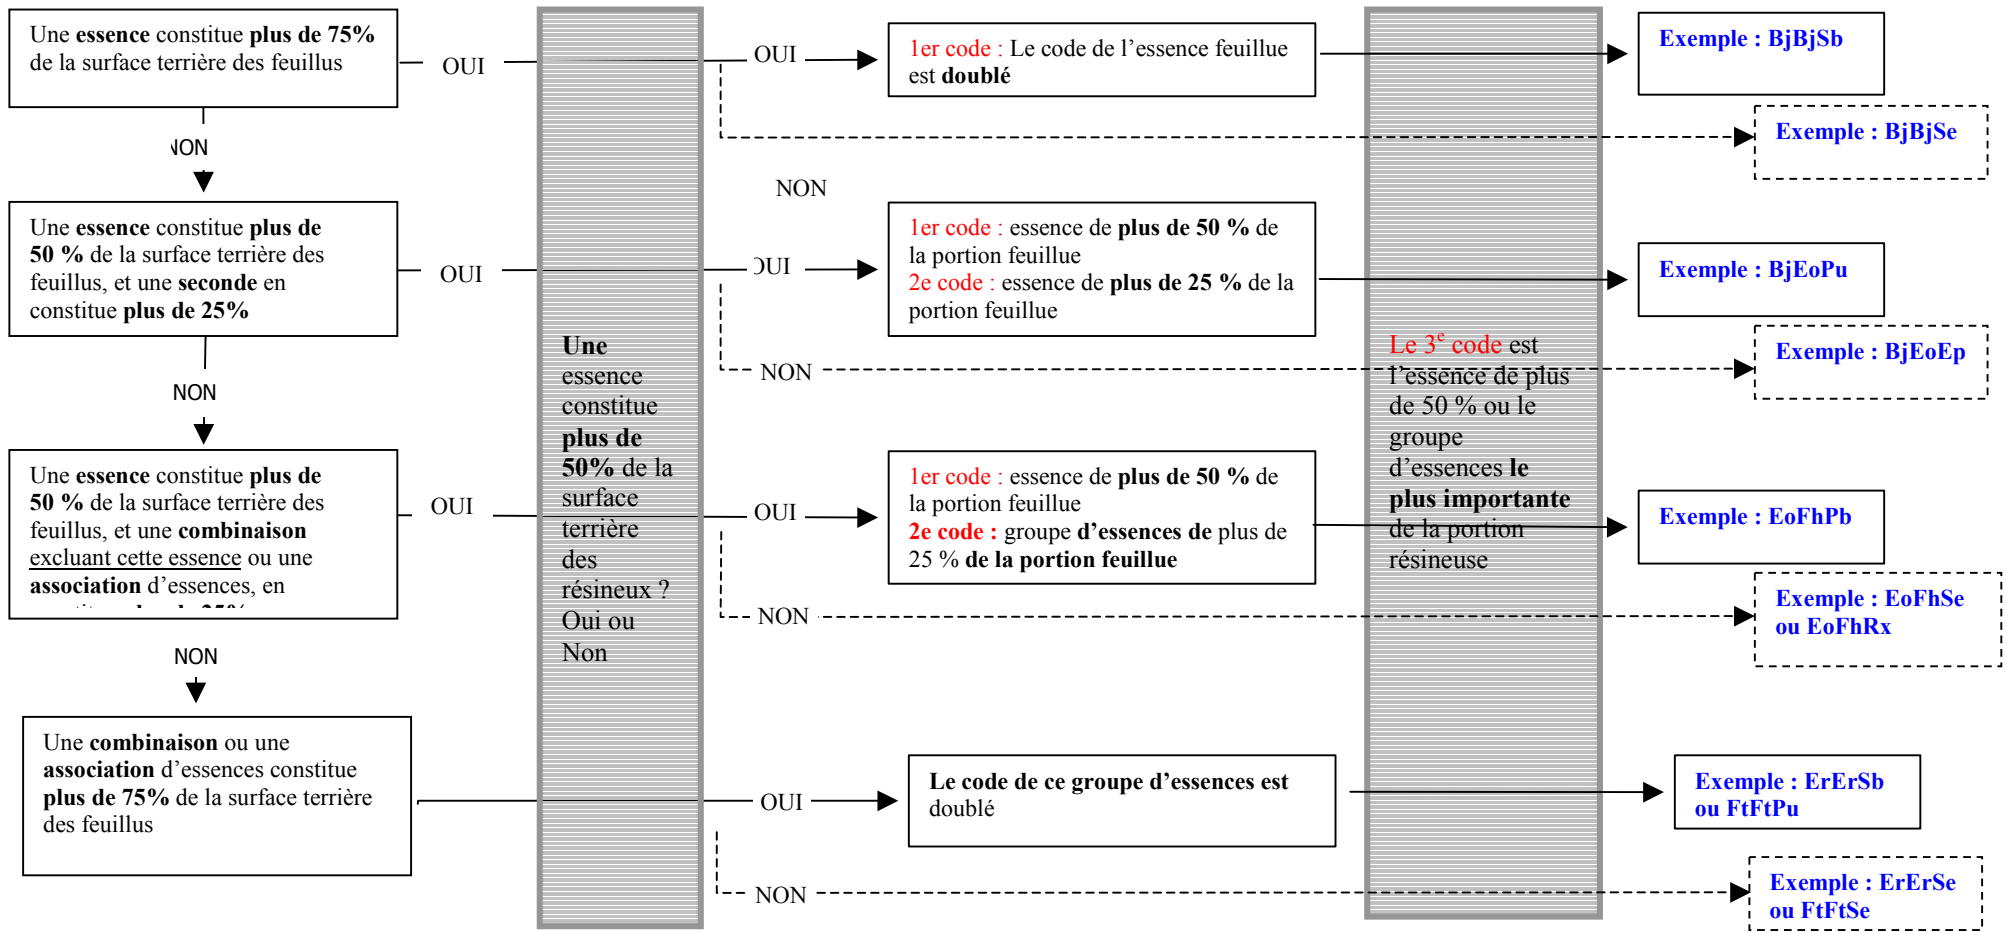 Une essence constitue plus de 75%
de la surface terrière des feuillus
OUI
OUI
1er code : Le code de l'essence feuillue
est doublé
Exemple : BjBjSb
Exemple : BjBjSe
NON
NON
Une essence constitue plus de
50 % de la surface terrière des
feuillus, et une seconde en
constitue plus de 25%
OUI
OUI
1er code : essence de plus de 50 % de
la portion feuillue
2e code : essence de plus de 25 % de la
portion feuillue
Exemple : BjEoPu
Exemple : BjEoEp
NON
NON
Une
essence
constitue
plus de
50% de la
surface
terrière
des
résineux ?
Oui ou
Non
Le 3e code est
l'essence de plus
de 50 % ou le
groupe
d'essences le
plus importante
de la portion
résineuse
Une essence constitue plus de
50 % de la surface terrière des
feuillus, et une combinaison
excluant cette essence ou une
association d'essences, en
OUI
OUI
1er code : essence de plus de 50 % de
la portion feuillue
2e code : groupe d'essences de plus de
25 % de la portion feuillue
Exemple : EoFhPb
Exemple : EoFhSe
ou EoFhRx
NON
NON
Une combinaison ou une
association d'essences constitue
plus de 75% de la surface terrière
des feuillus
OUI
Le code de ce groupe d'essences est
doublé
Exemple : ErErSb
ou FtFtPu
NON
Exemple : ErErSe
ou FtFtSe